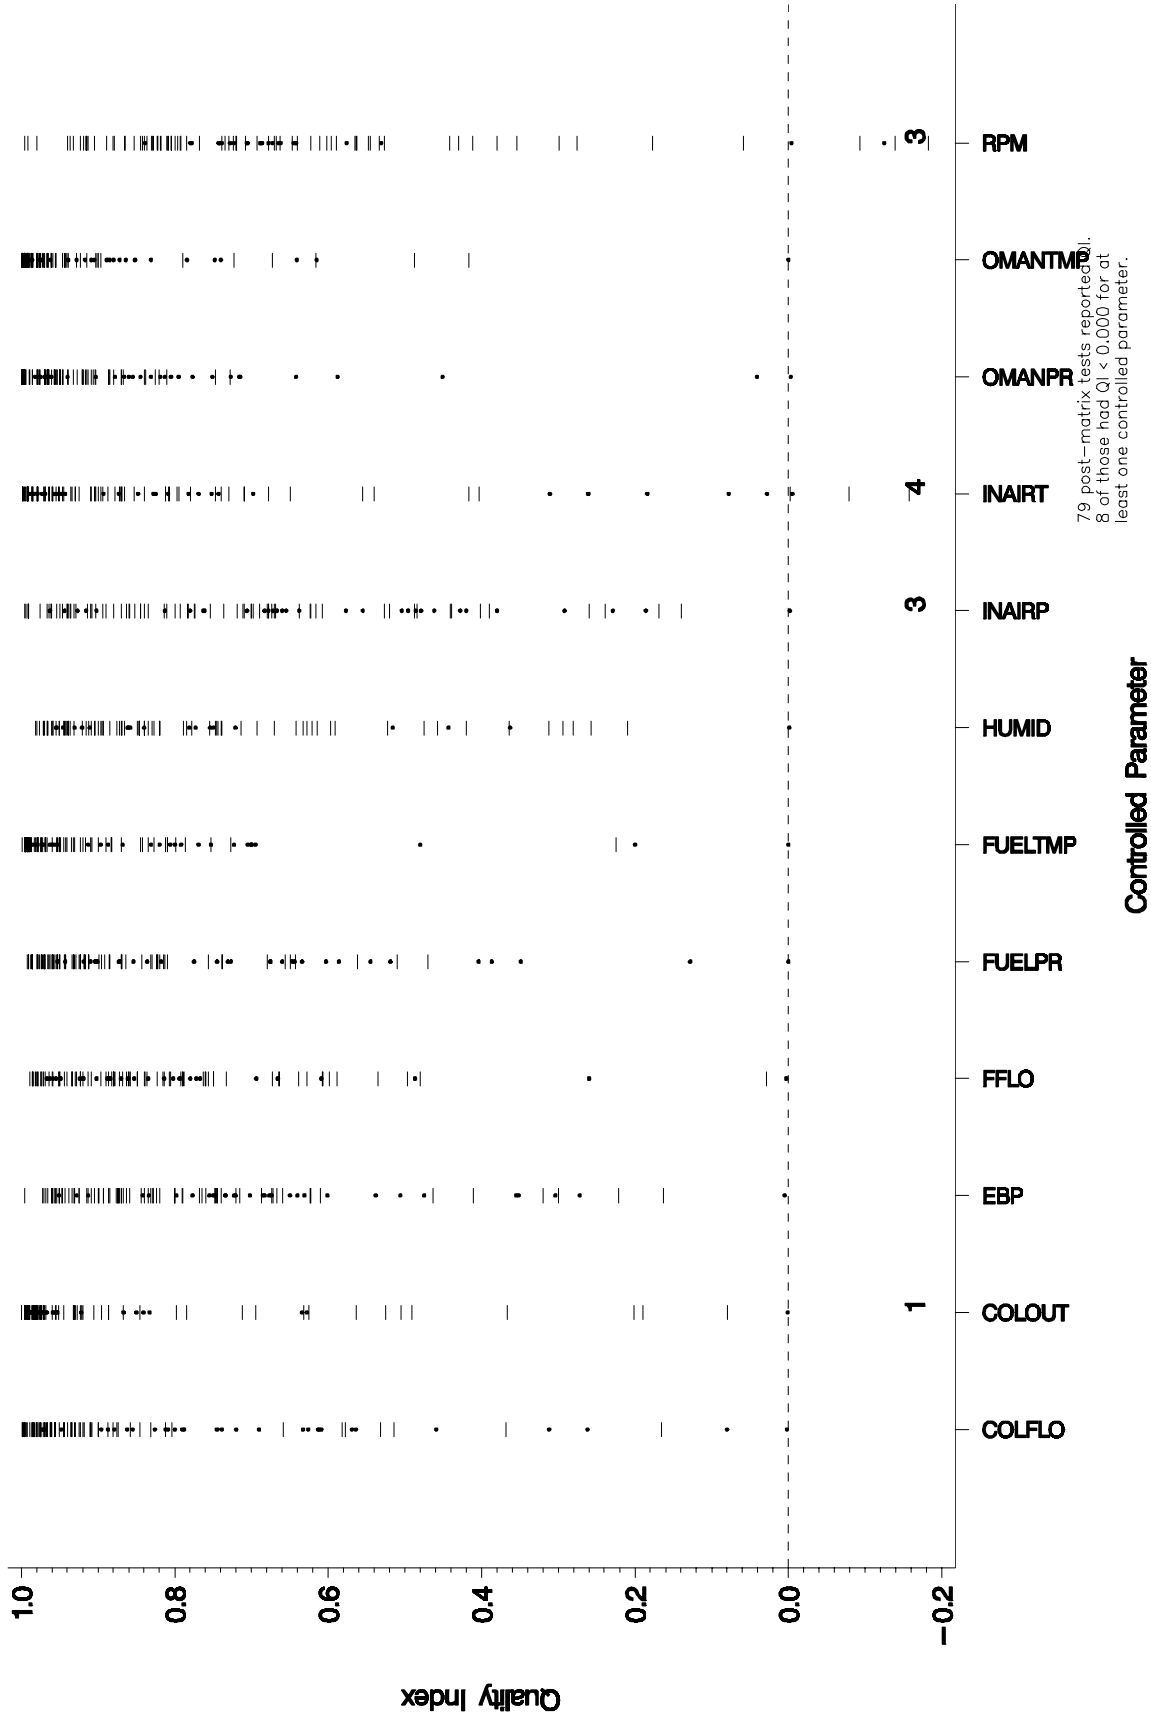 Quality Index
1.0
0.8
0.6
0.4
0.2
0.0
−0.2
1
3
4
3
COLFLO
COLOUT
EBP
FFLO
FUELPR
FUELTMP
HUMID
INAIRP
INAIRT
OMANPR
OMANTMP
RPM
Controlled Parameter
79 post−matrix tests reported QI.
8 of those had QI < 0.000 for at
least one controlled parameter.